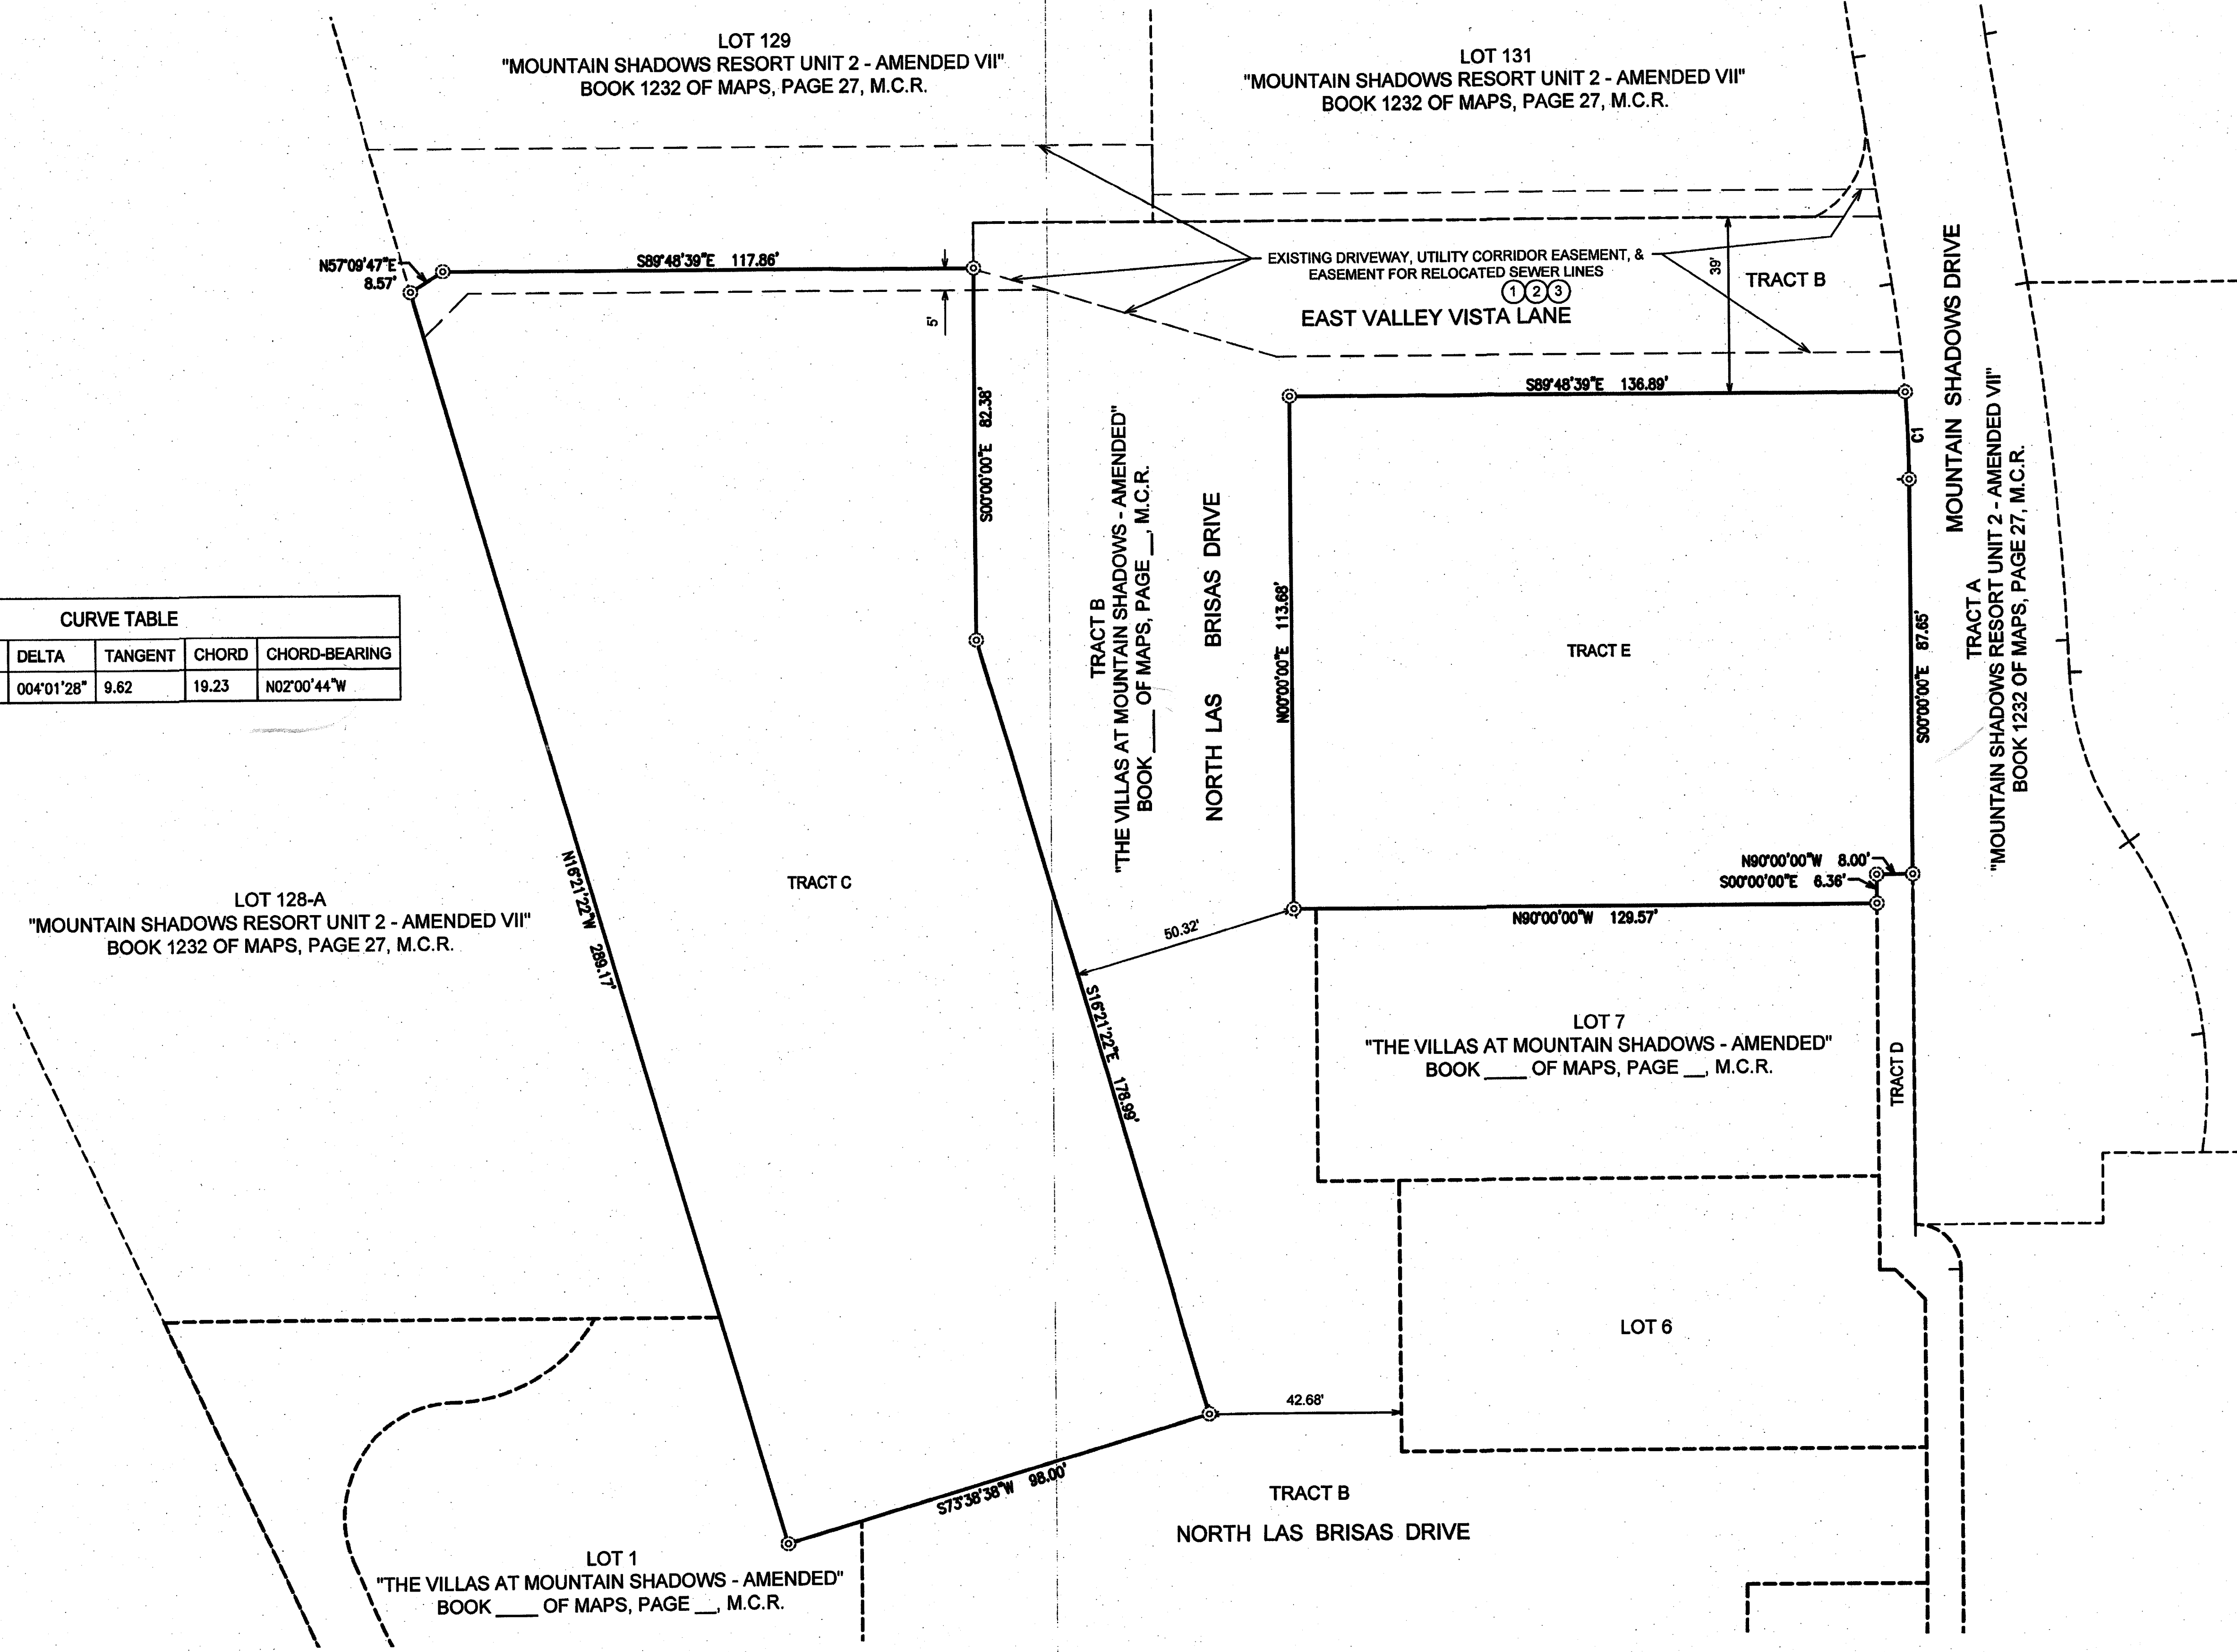 LOT 129
"MOUNTAIN SHADOWS RESORT UNIT 2 - AMENDED VII"
BOOK 1232 OF MAPS, PAGE 27, M.C.R.
LOT 131
"MOUNTAIN SHADOWS RESORT UNIT 2 - AMENDED VII"
BOOK 1232 OF MAPS, PAGE 27, M.C.R.
N57°09'47"E
8.57'
S89°48'39"E 117.86'
5'
EXISTING DRIVEWAY, UTILITY CORRIDOR EASEMENT, &
EASEMENT FOR RELOCATED SEWER LINES
1 2 3
EAST VALLEY VISTA LANE
39'
TRACT B
S89°48'39"E 136.89'
C1
MOUNTAIN SHADOWS DRIVE
TRACT A
"MOUNTAIN SHADOWS RESORT UNIT 2 - AMENDED VII"
BOOK 1232 OF MAPS, PAGE 27, M.C.R.
S00°00'00"E 82.38'
TRACT B
"THE VILLAS AT MOUNTAIN SHADOWS - AMENDED"
BOOK ____ OF MAPS, PAGE __, M.C.R.
NORTH LAS BRISAS DRIVE
N00°00'00"E 113.68'
TRACT E
S00°00'00"E 87.65'
CURVE TABLE
DELTA TANGENT CHORD CHORD-BEARING
004°01'28" 9.62 19.23 N02°00'44"W
N16°21'22"W 289.17'
TRACT C
N90°00'00"W 8.00'
S00°00'00"E 6.36'
N90°00'00"W 129.57'
50.32'
LOT 128-A
"MOUNTAIN SHADOWS RESORT UNIT 2 - AMENDED VII"
BOOK 1232 OF MAPS, PAGE 27, M.C.R.
S16°21'22"E 178.99'
LOT 7
"THE VILLAS AT MOUNTAIN SHADOWS - AMENDED"
BOOK ____ OF MAPS, PAGE __, M.C.R.
TRACT D
LOT 6
42.68'
S73°38'38"W 98.00'
TRACT B
NORTH LAS BRISAS DRIVE
LOT 1
"THE VILLAS AT MOUNTAIN SHADOWS - AMENDED"
BOOK ____ OF MAPS, PAGE __, M.C.R.